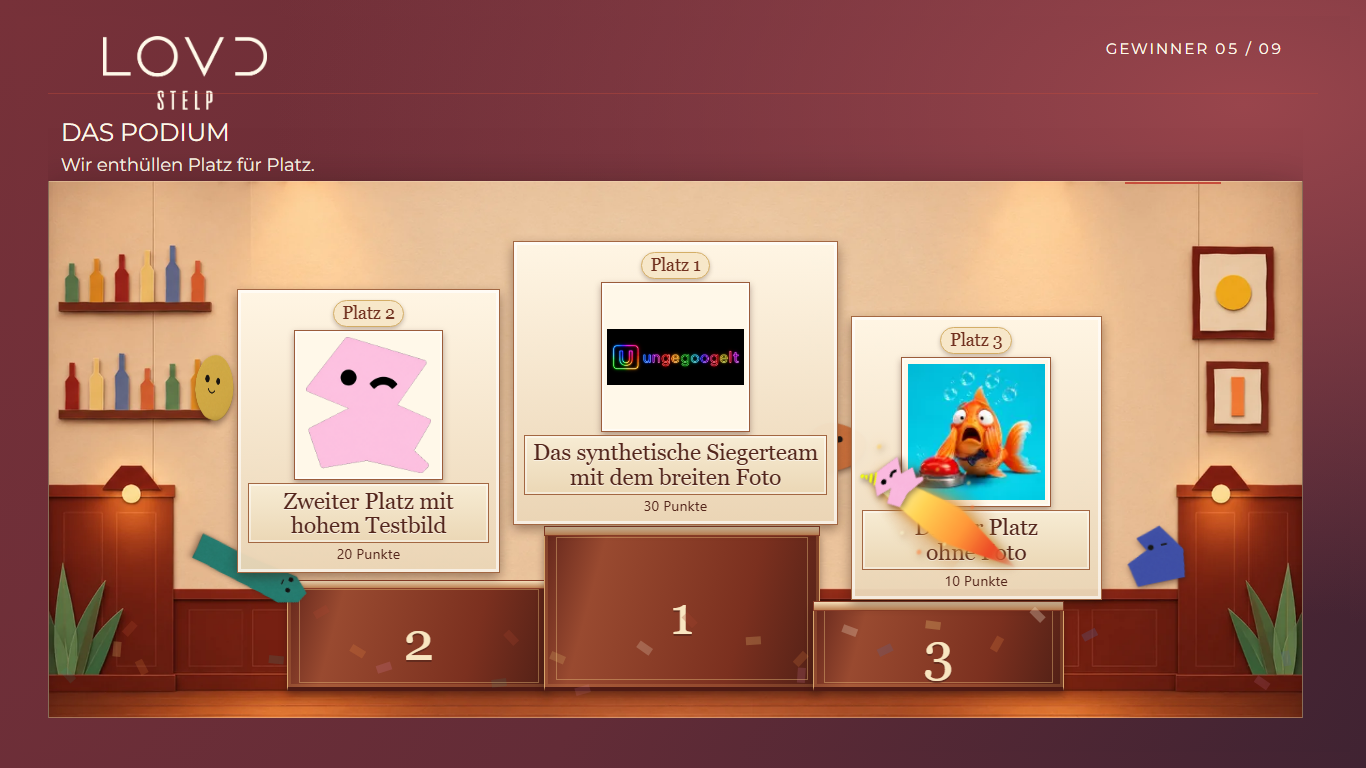 LOVD
STELP
GEWINNER 05 / 09
DAS PODIUM
Wir enthüllen Platz für Platz.
Platz 2
Zweiter Platz mit
hohem Testbild
20 Punkte
Platz 1
ungegoogelt
Das synthetische Siegerteam
mit dem breiten Foto
30 Punkte
Platz 3
Platz
ohne Foto
10 Punkte
2
1
3